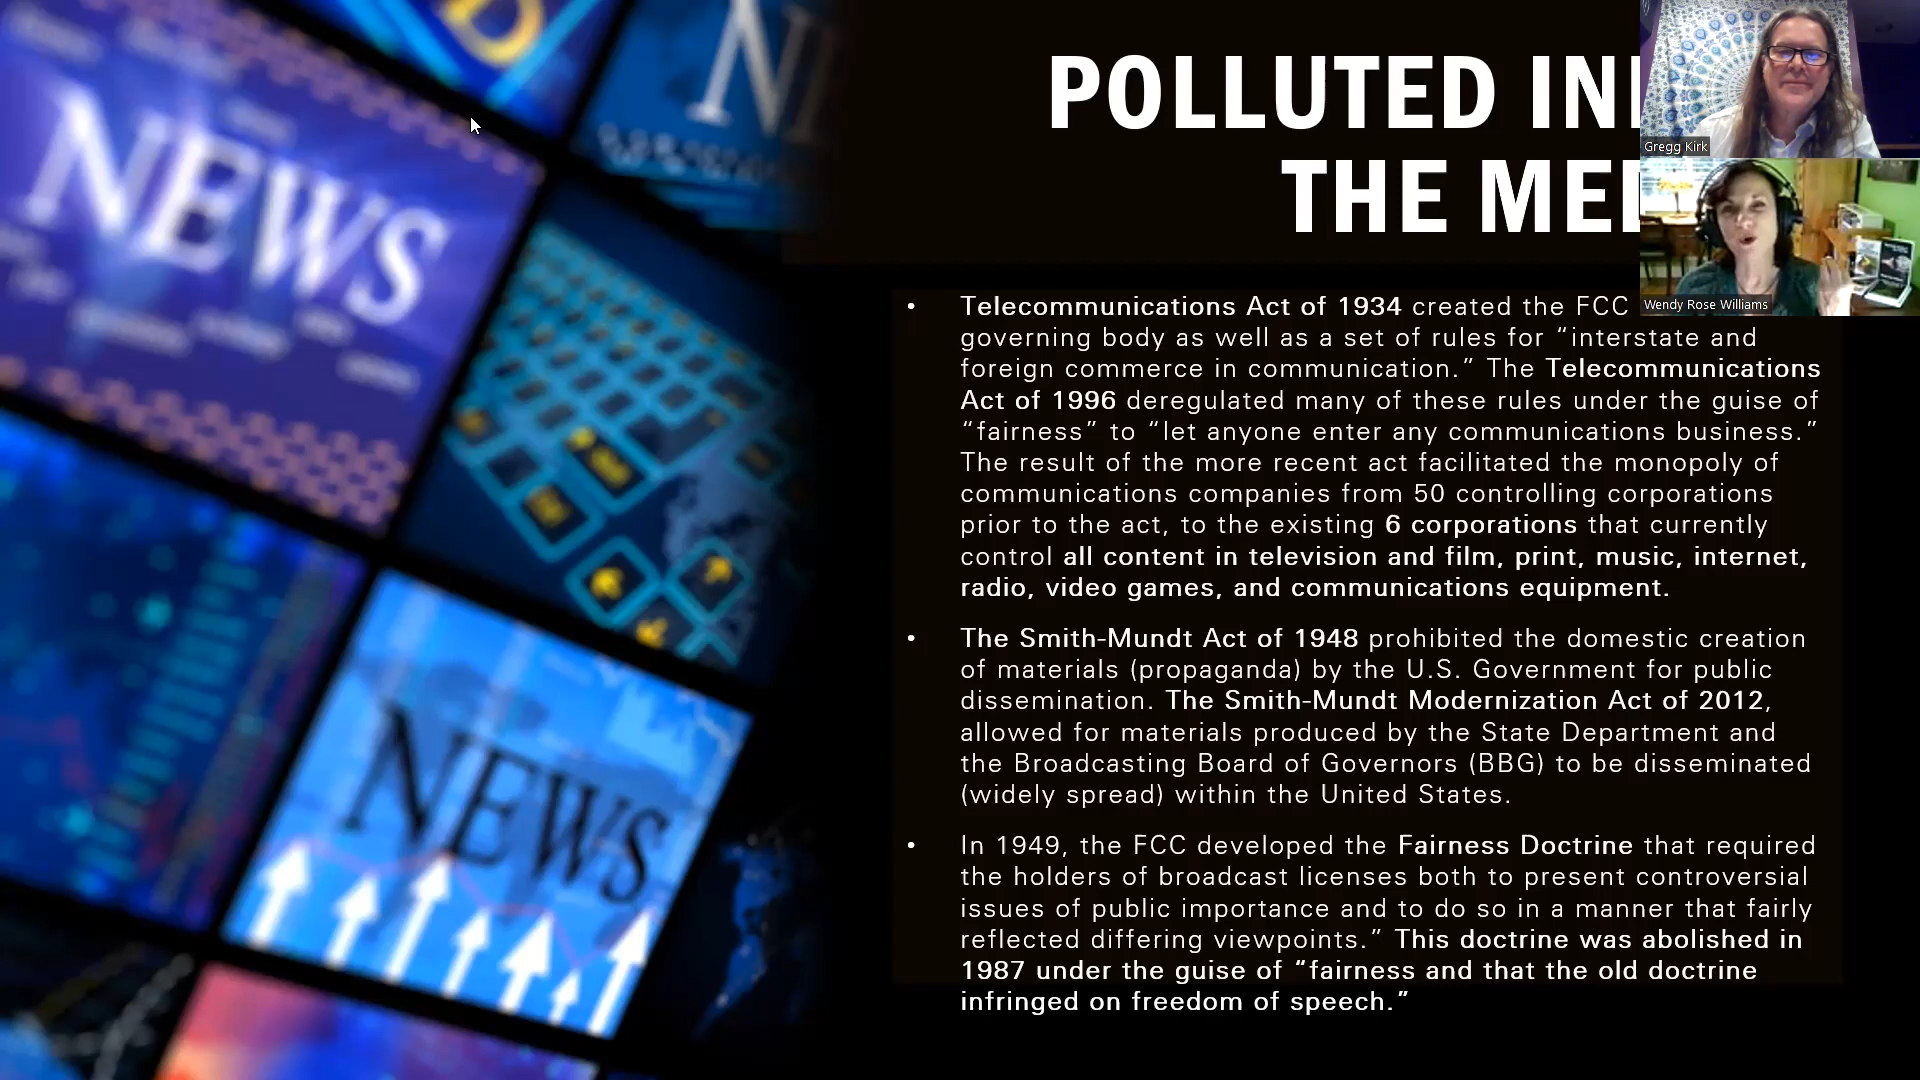 NEWS
POLLUTED IN
THE ME
Gregg Kirk
Wendy Rose Williams
• Telecommunications Act of 1934 created the FCC
governing body as well as a set of rules for “interstate and
foreign commerce in communication.” The Telecommunications
Act of 1996 deregulated many of these rules under the guise of
“fairness” to “let anyone enter any communications business.”
The result of the more recent act facilitated the monopoly of
communications companies from 50 controlling corporations
prior to the act, to the existing 6 corporations that currently
control all content in television and film, print, music, internet,
radio, video games, and communications equipment.
• The Smith-Mundt Act of 1948 prohibited the domestic creation
of materials (propaganda) by the U.S. Government for public
dissemination. The Smith-Mundt Modernization Act of 2012,
allowed for materials produced by the State Department and
the Broadcasting Board of Governors (BBG) to be disseminated
(widely spread) within the United States.
• In 1949, the FCC developed the Fairness Doctrine that required
the holders of broadcast licenses both to present controversial
issues of public importance and to do so in a manner that fairly
reflected differing viewpoints.” This doctrine was abolished in
1987 under the guise of “fairness and that the old doctrine
infringed on freedom of speech.”
NEWS